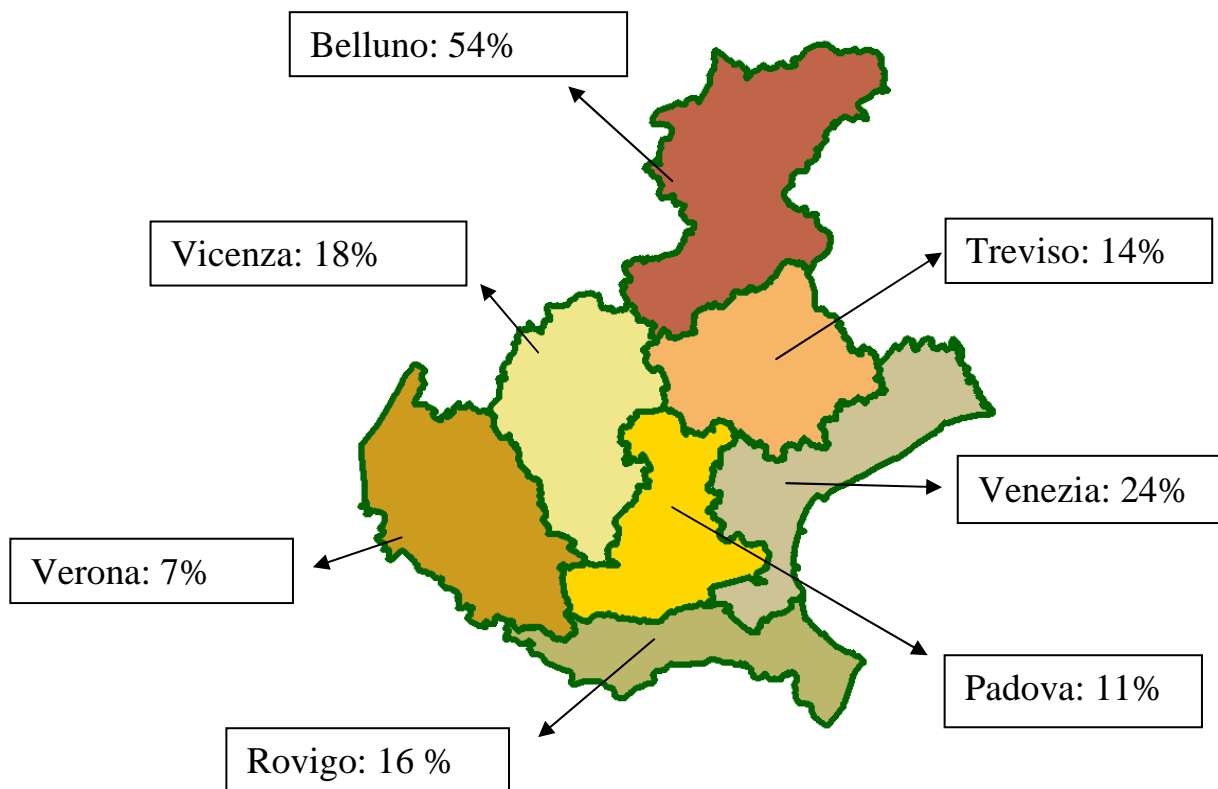 Belluno: 54%
Vicenza: 18%
Treviso: 14%
Venezia: 24%
Verona: 7%
Padova: 11%
Rovigo: 16 %